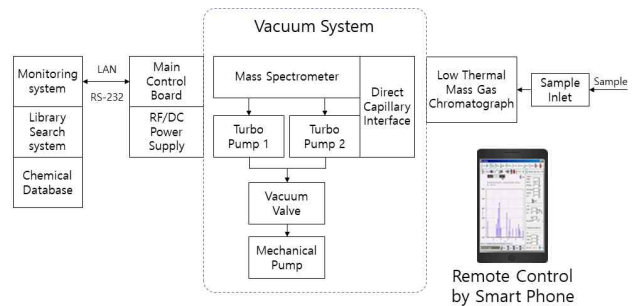 Vacuum System
Monitoring
system
Library
Search
system
Chemical
Database
LAN
RS-232
Main
Control
Board
RF/DC
Power
Supply
Mass Spectrometer
Turbo
Pump 1
Turbo
Pump 2
Direct
Capillary
Interface
Vacuum
Valve
Mechanical
Pump
Low Thermal
Mass Gas
Chromatograph
Sample
Inlet
Sample
Remote Control
by Smart Phone